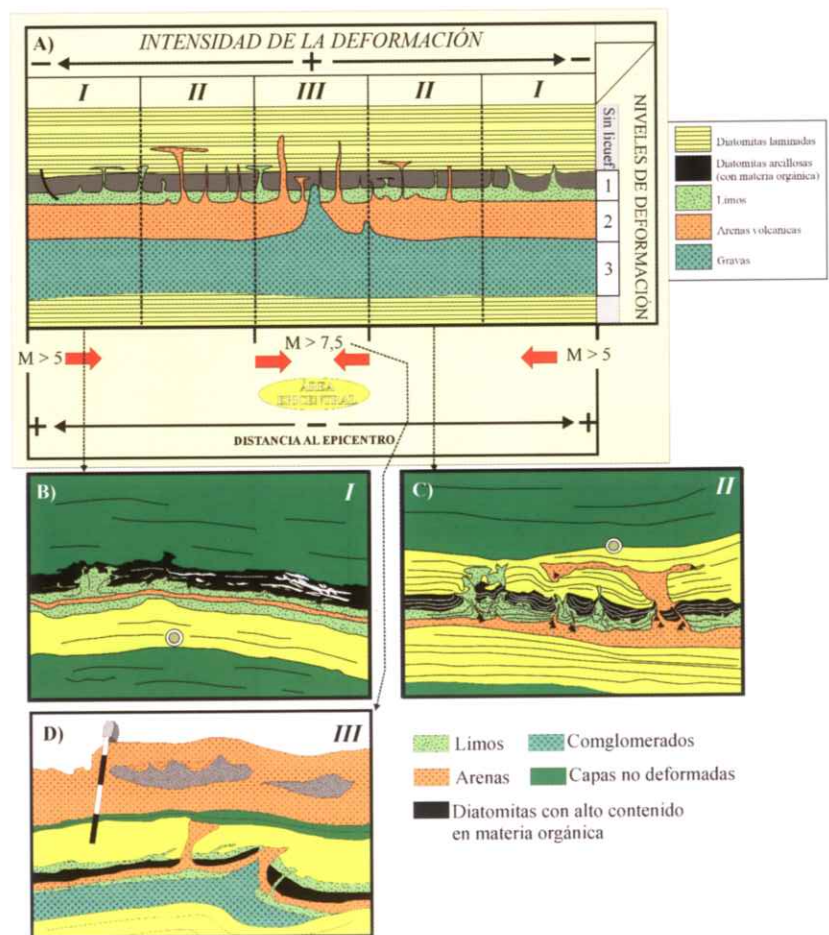 A)
INTENSIDAD DE LA DEFORMACIÓN
− + −
I II III II I
Sin licuef.
1
2
3
NIVELES DE DEFORMACIÓN
Diatomitas laminadas
Diatomitas arcillosas
(con materia orgánica)
Limos
Arenas volcanicas
Gravas
M > 5
M > 7,5
M > 5
ÁREA
EPICENTRAL
+ − +
DISTANCIA AL EPICENTRO
B) I
C) II
D) III
Limos
Comglomerados
Arenas
Capas no deformadas
Diatomitas con alto contenido
en materia orgánica